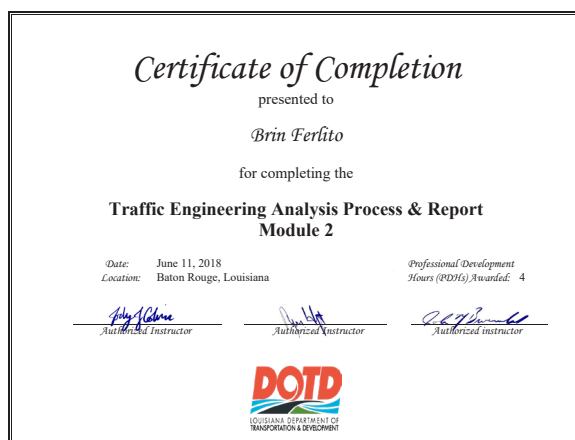 Certificate of Completion
presented to
Brin Ferlito
for completing the
Traffic Engineering Analysis Process & Report
Module 2
Date: June 11, 2018
Location: Baton Rouge, Louisiana
Professional Development
Hours (PDHs) Awarded: 4
Authorized Instructor
Authorized Instructor
Authorized instructor
DOTD
LOUISIANA DEPARTMENT OF
TRANSPORTATION & DEVELOPMENT